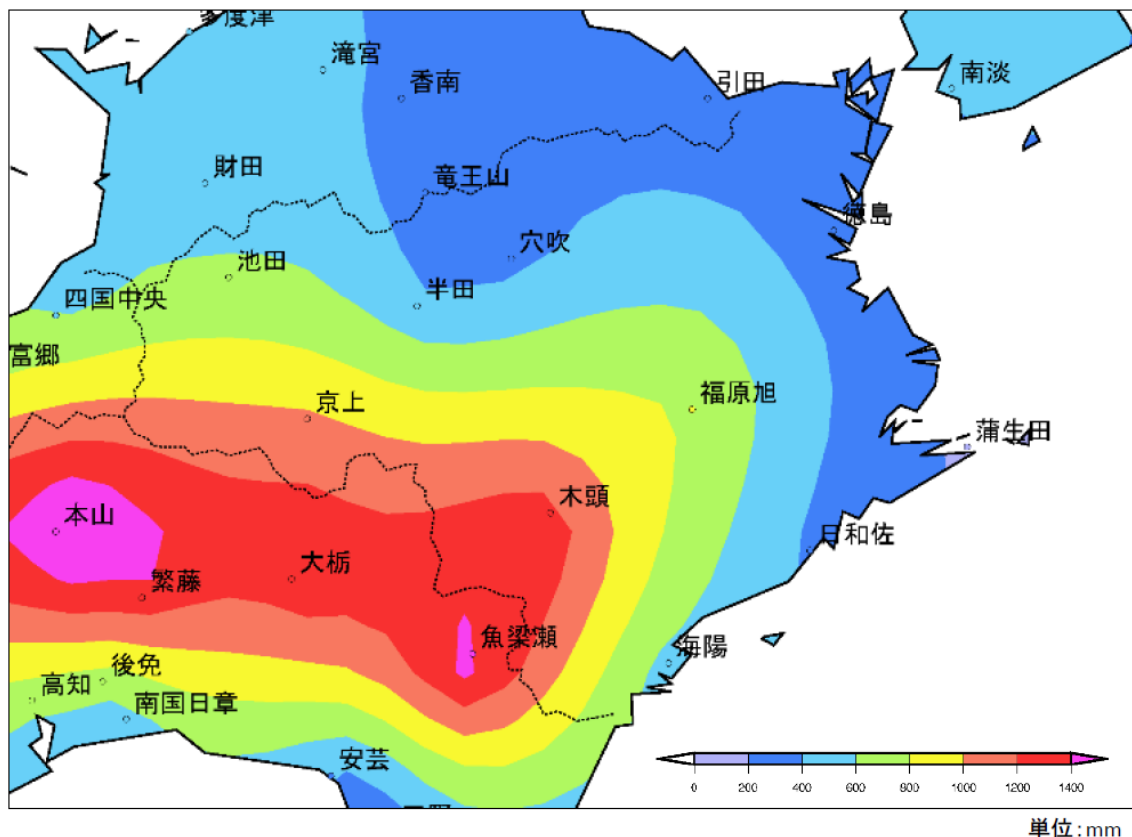 多度津
滝宮
香南
引田
南淡
財田
竜王山
徳島
穴吹
池田
半田
四国中央
富郷
京上
福原旭
蒲生田
木頭
本山
日和佐
大栃
繁藤
魚梁瀬
海陽
後免
高知
南国日章
安芸
0 200 400 600 800 1000 1200 1400
単位:mm